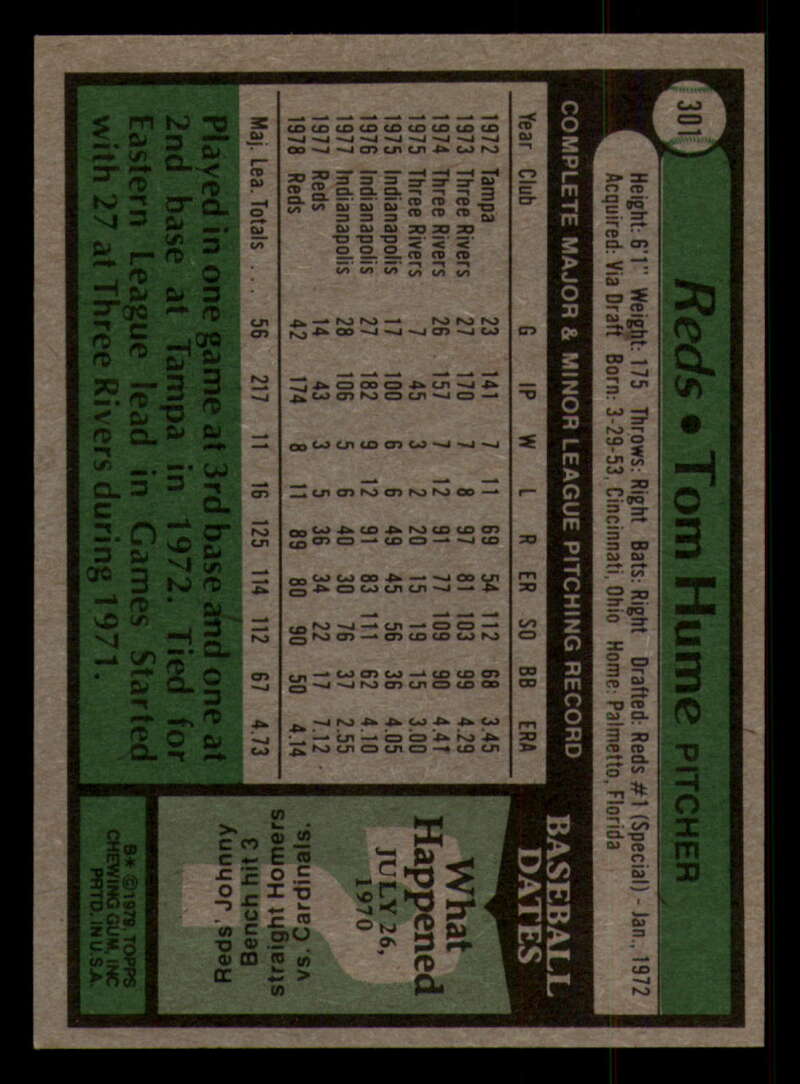 301
Reds • Tom Hume PITCHER
Height: 6'1" Weight: 175 Throws: Right Bats: Right Drafted: Reds #1 (Special) - Jan., 1972
Acquired: Via Draft Born: 3-29-53, Cincinnati, Ohio Home: Palmetto, Florida
COMPLETE MAJOR & MINOR LEAGUE PITCHING RECORD
Year Club G IP W L R ER SO BB ERA
1972 Tampa 23 141 7 11 69 54 112 68 3.45
1973 Three Rivers 27 170 7 8 97 81 103 99 4.29
1974 Three Rivers 26 157 7 12 91 77 109 90 4.41
1975 Three Rivers 7 45 3 2 20 15 19 15 3.00
1975 Indianapolis 17 100 6 6 49 45 56 36 4.05
1976 Indianapolis 27 182 9 12 91 83 111 62 4.10
1977 Indianapolis 28 106 5 6 40 30 76 37 2.55
1977 Reds 14 43 3 5 36 34 22 17 7.12
1978 Reds 42 174 8 11 89 80 90 50 4.14
Maj. Lea. Totals . . . 56 217 11 16 125 114 112 67 4.73
Played in one game at 3rd base and one at
2nd base at Tampa in 1972. Tied for
Eastern League lead in Games Started
with 27 at Three Rivers during 1971.
BASEBALL
DATES
What
Happened
JULY 26,
1970
Reds' Johnny
Bench hit 3
straight Homers
vs. Cardinals.
B* © 1979, TOPPS
CHEWING GUM, INC
PRTD. IN U.S.A.